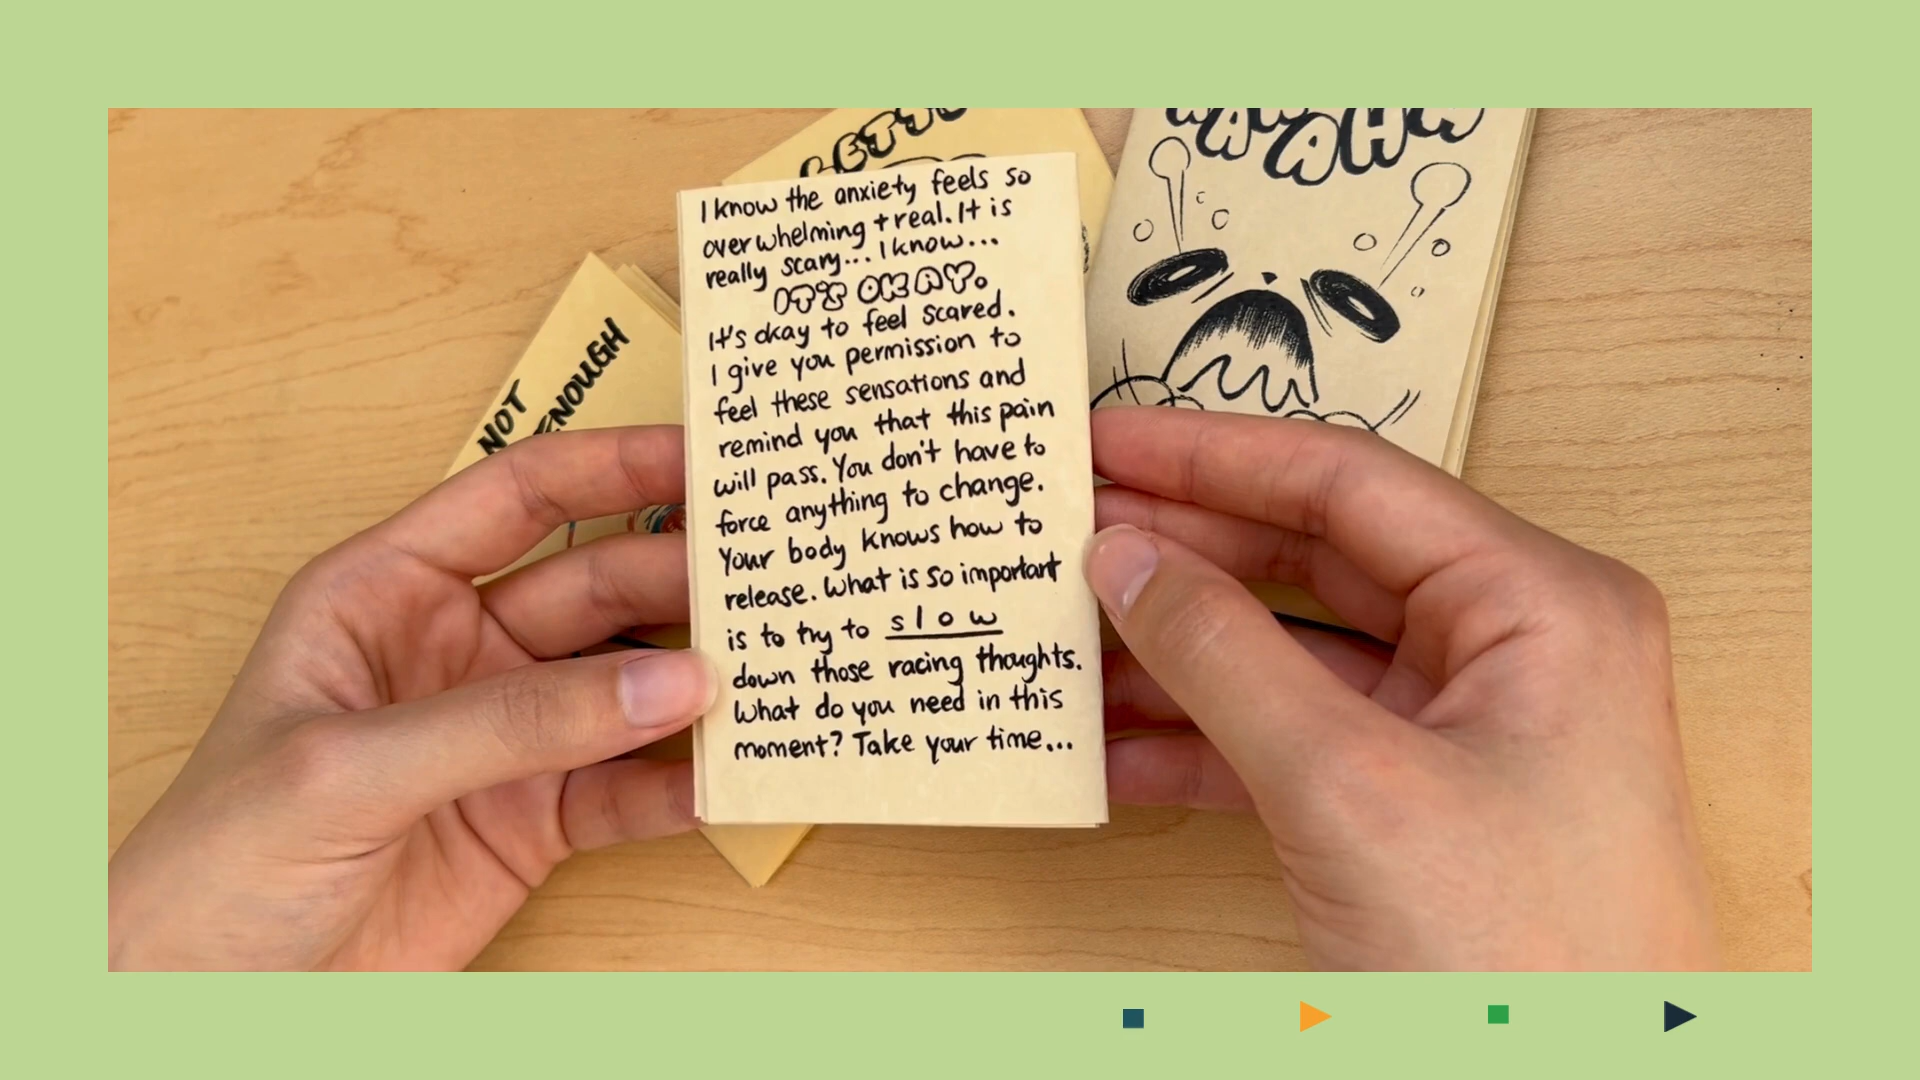 I know the anxiety feels so
overwhelming + real. It is
really scary... I know...
IT'S OKAY.
It's okay to feel scared.
I give you permission to
feel these sensations and
remind you that this pain
will pass. You don't have to
force anything to change.
Your body knows how to
release. What is so important
is to try to slow
down those racing thoughts.
What do you need in this
moment? Take your time...
NOT
ENOUGH